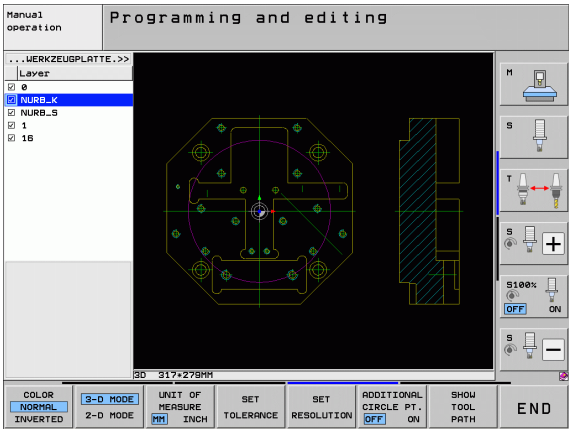 Manual
operation
Programming and editing
...WERKZEUGPLATTE.>>
Layer
0
NURB_K
NURB_S
1
16
M
S
T
S
S100%
OFF ON
S
3D 317*279MM
COLOR
NORMAL
INVERTED
3-D MODE
2-D MODE
UNIT OF
MEASURE
MM INCH
SET
TOLERANCE
SET
RESOLUTION
ADDITIONAL
CIRCLE PT.
OFF ON
SHOW
TOOL
PATH
END